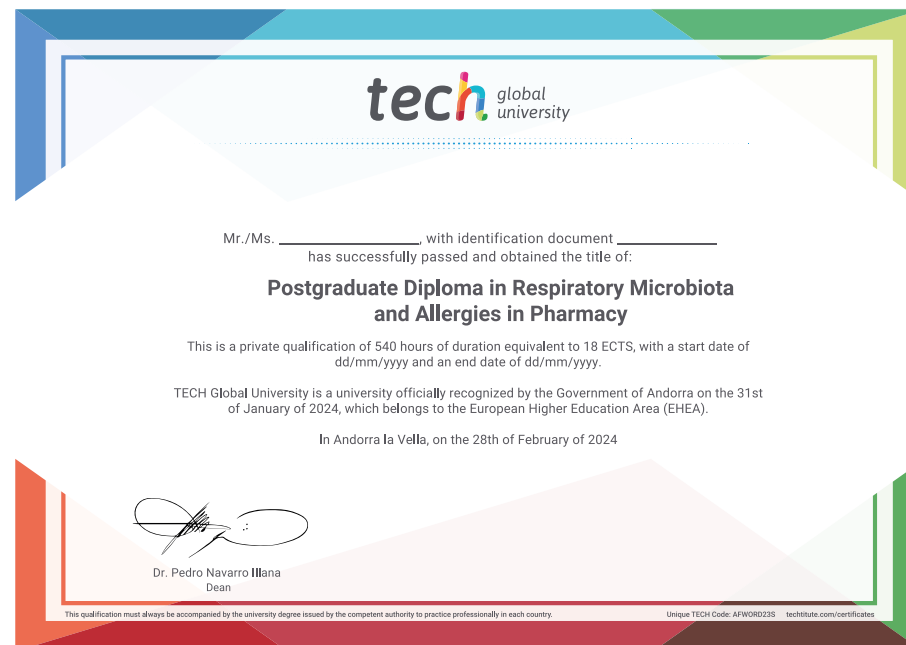 tech global university
Mr./Ms. ________________, with identification document ____________
has successfully passed and obtained the title of:
Postgraduate Diploma in Respiratory Microbiota
and Allergies in Pharmacy
This is a private qualification of 540 hours of duration equivalent to 18 ECTS, with a start date of
dd/mm/yyyy and an end date of dd/mm/yyyy.
TECH Global University is a university officially recognized by the Government of Andorra on the 31st
of January of 2024, which belongs to the European Higher Education Area (EHEA).
In Andorra la Vella, on the 28th of February of 2024
Dr. Pedro Navarro Illana
Dean
This qualification must always be accompanied by the university degree issued by the competent authority to practice professionally in each country.
Unique TECH Code: AFWORD23S techtitute.com/certificates